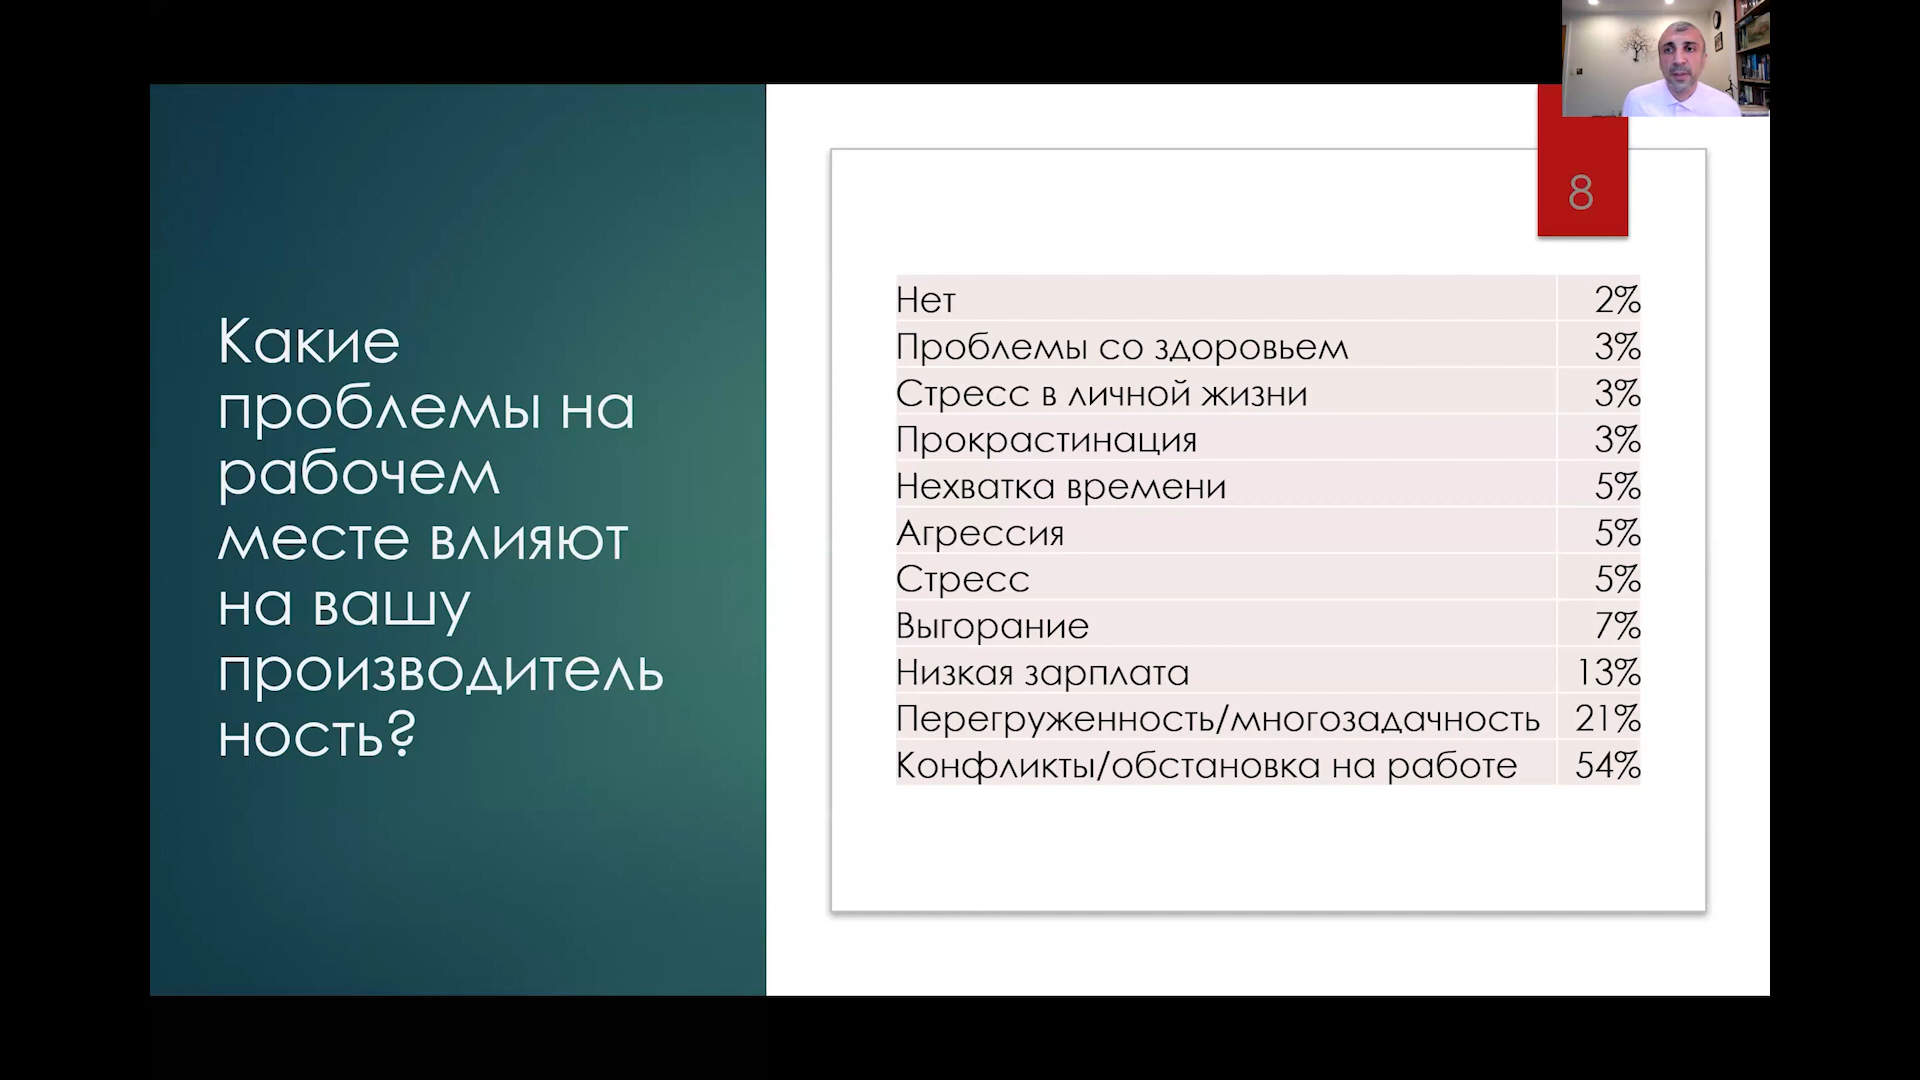 8
Какие
проблемы на
рабочем
месте влияют
на вашу
производитель
ность?
Нет 2%
Проблемы со здоровьем 3%
Стресс в личной жизни 3%
Прокрастинация 3%
Нехватка времени 5%
Агрессия 5%
Стресс 5%
Выгорание 7%
Низкая зарплата 13%
Перегруженность/многозадачность 21%
Конфликты/обстановка на работе 54%